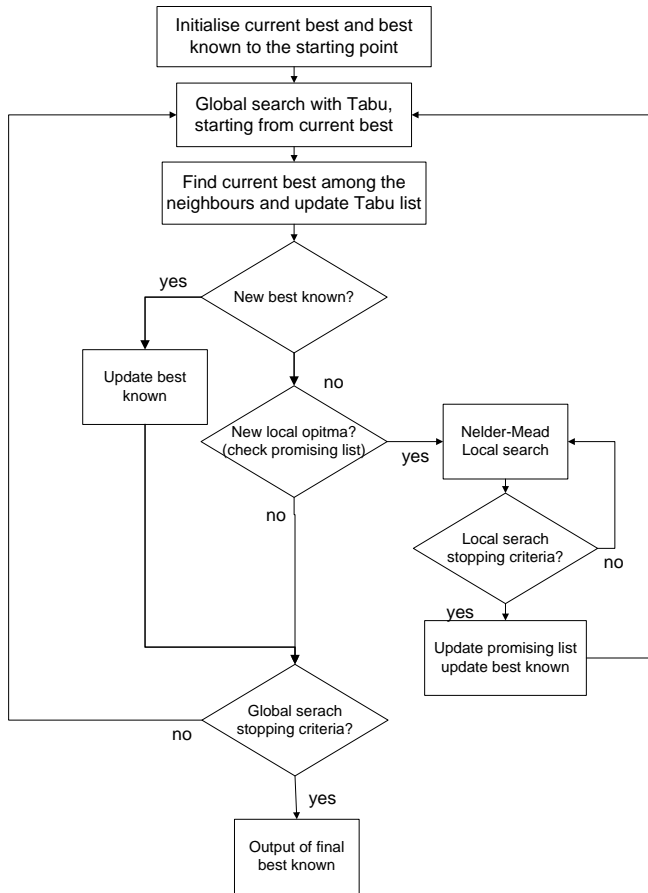 Initialise current best and best
known to the starting point
Global search with Tabu,
starting from current best
Find current best among the
neighbours and update Tabu list
yes
New best known?
Update best
known
no
New local opitma?
(check promising list)
yes
Nelder-Mead
Local search
no
Local serach
stopping criteria?
no
yes
Update promising list
update best known
Global serach
stopping criteria?
no
yes
Output of final
best known